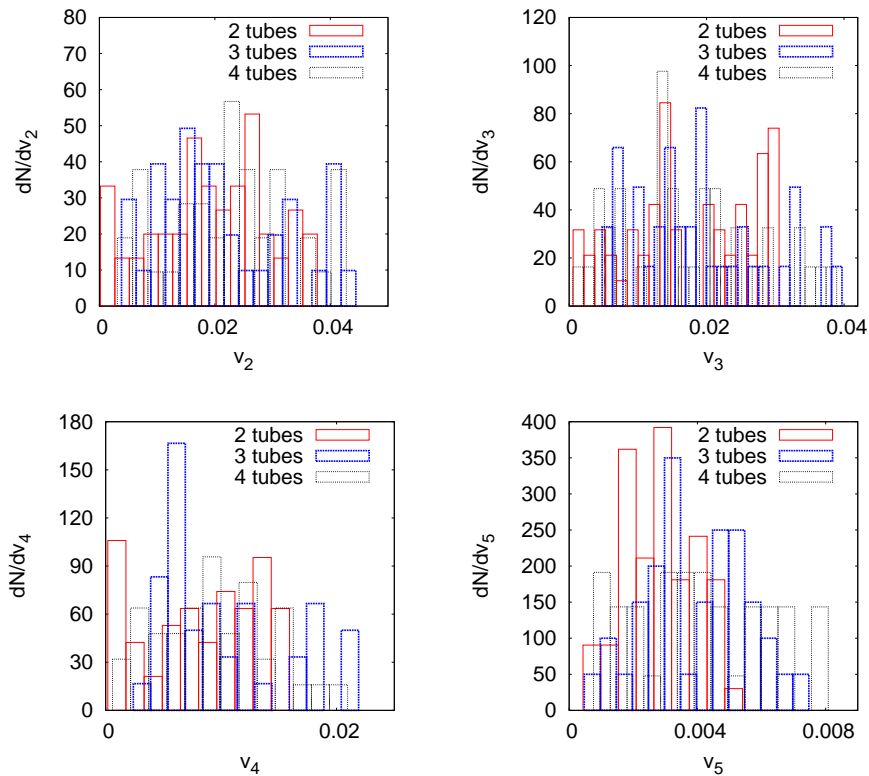 80
70
60
50
40
30
20
10
0
dN/dv2
2 tubes
3 tubes
4 tubes
0 0.02 0.04
v2
120
100
80
60
40
20
0
dN/dv3
2 tubes
3 tubes
4 tubes
0 0.02 0.04
v3
180
150
120
90
60
30
0
dN/dv4
2 tubes
3 tubes
4 tubes
0 0.02
v4
400
350
300
250
200
150
100
50
0
dN/dv5
2 tubes
3 tubes
4 tubes
0 0.004 0.008
v5